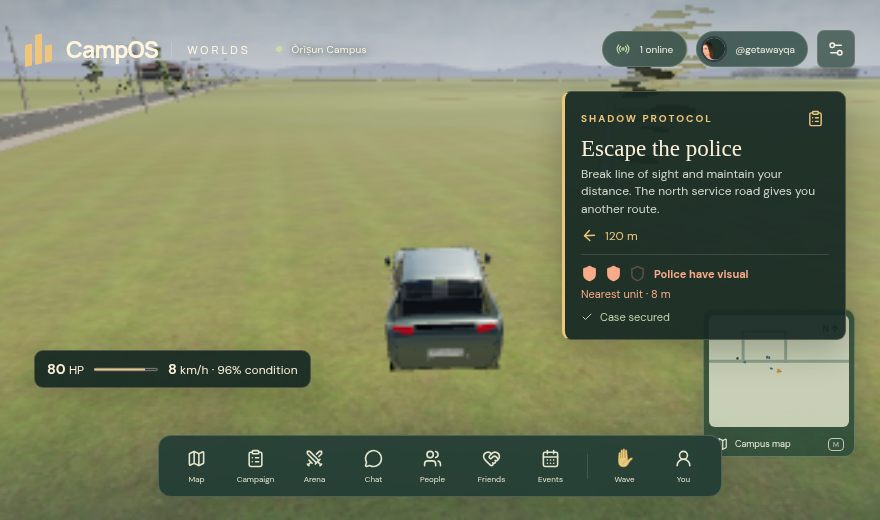 CampOS
WORLDS
Orisun Campus
1 online
@getawayqa
SHADOW PROTOCOL
Escape the police
Break line of sight and maintain your
distance. The north service road gives you
another route.
120 m
Police have visual
Nearest unit · 8 m
Case secured
N
80 HP
8 km/h · 96% condition
Campus map
M
Map
Campaign
Arena
Chat
People
Friends
Events
Wave
You